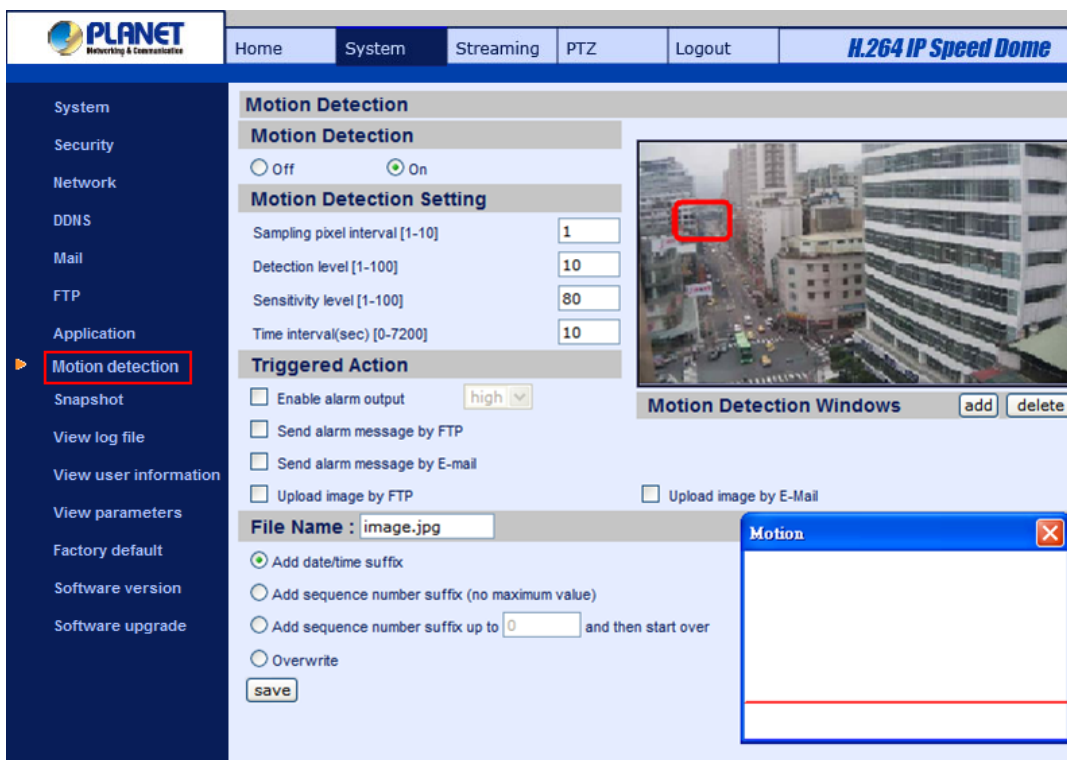 PLANET
Networking & Communication
Home System Streaming PTZ Logout H.264 IP Speed Dome
System
Security
Network
DDNS
Mail
FTP
Application
Motion detection
Snapshot
View log file
View user information
View parameters
Factory default
Software version
Software upgrade
Motion Detection
Motion Detection
Off On
Motion Detection Setting
Sampling pixel interval [1-10] 1
Detection level [1-100] 10
Sensitivity level [1-100] 80
Time interval(sec) [0-7200] 10
Triggered Action
Enable alarm output high
Send alarm message by FTP
Send alarm message by E-mail
Upload image by FTP Upload image by E-Mail
Motion Detection Windows add delete
File Name : image.jpg
Add date/time suffix
Add sequence number suffix (no maximum value)
Add sequence number suffix up to 0 and then start over
Overwrite
save
Motion